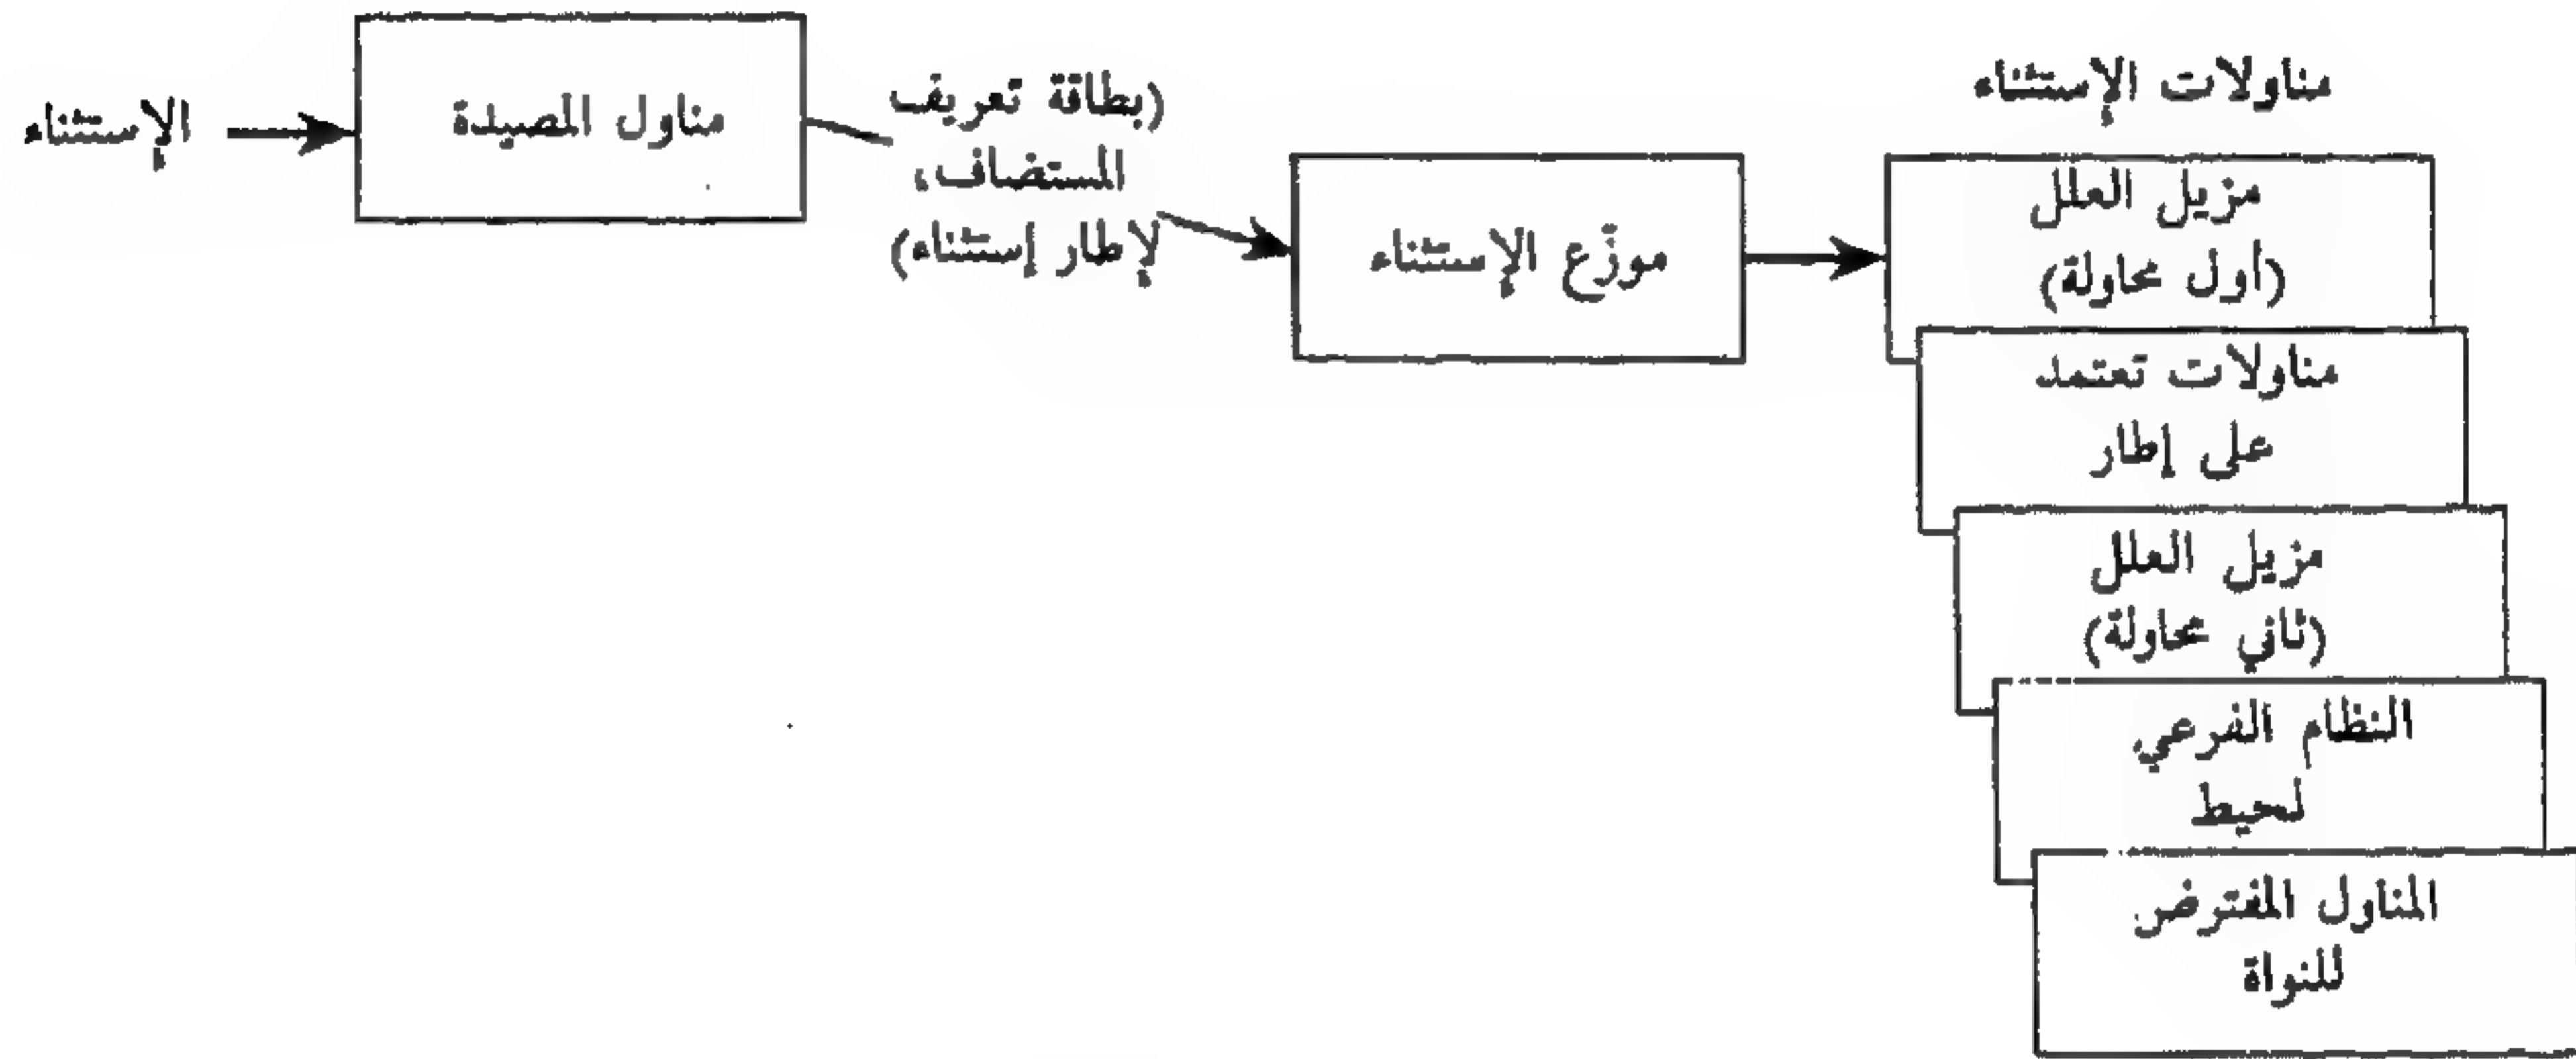 الإستثناء
مناول المصيدة
(بطاقة تعريف
المستضاف،
لإطار إستثناء)
موزّع الإستثناء
مناولات الإستثناء
مزيل العلل
(أول محاولة)
مناولات تعتمد
على إطار
مزيل العلل
(ثاني محاولة)
النظام الفرعي
لمحيط
المناول المفترض
للنواة